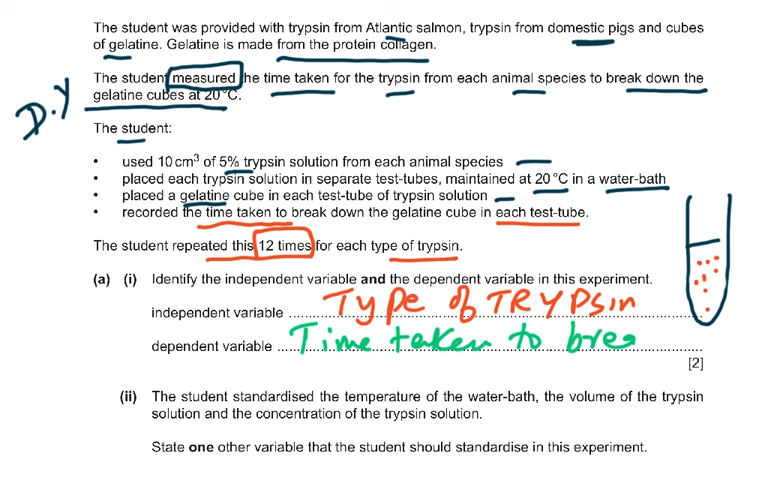 The student was provided with trypsin from Atlantic salmon, trypsin from domestic pigs and cubes
of gelatine. Gelatine is made from the protein collagen.
The student measured the time taken for the trypsin from each animal species to break down the
gelatine cubes at 20 °C.
D.Y
The student:
• used 10 cm³ of 5% trypsin solution from each animal species
• placed each trypsin solution in separate test-tubes, maintained at 20 °C in a water-bath
• placed a gelatine cube in each test-tube of trypsin solution
• recorded the time taken to break down the gelatine cube in each test-tube.
The student repeated this 12 times for each type of trypsin.
(a) (i) Identify the independent variable and the dependent variable in this experiment.
independent variable Type of TRYPsin
dependent variable Time taken to brea
[2]
(ii) The student standardised the temperature of the water-bath, the volume of the trypsin
solution and the concentration of the trypsin solution.
State one other variable that the student should standardise in this experiment.